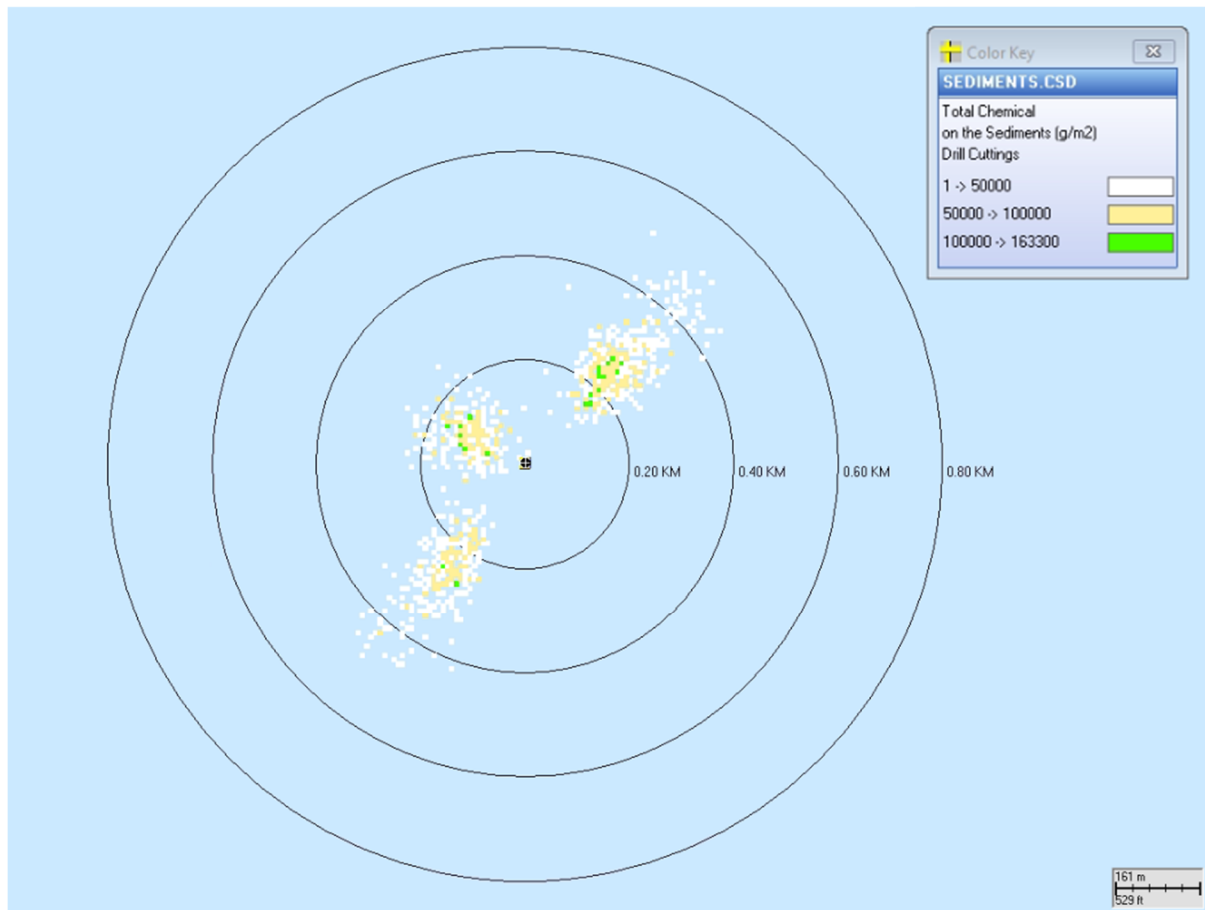 Color Key
SEDIMENTS.CSD
Total Chemical
on the Sediments (g/m2)
Drill Cuttings
1 -> 50000
50000 -> 100000
100000 -> 163300
0.20 KM
0.40 KM
0.60 KM
0.80 KM
161 m
529 ft